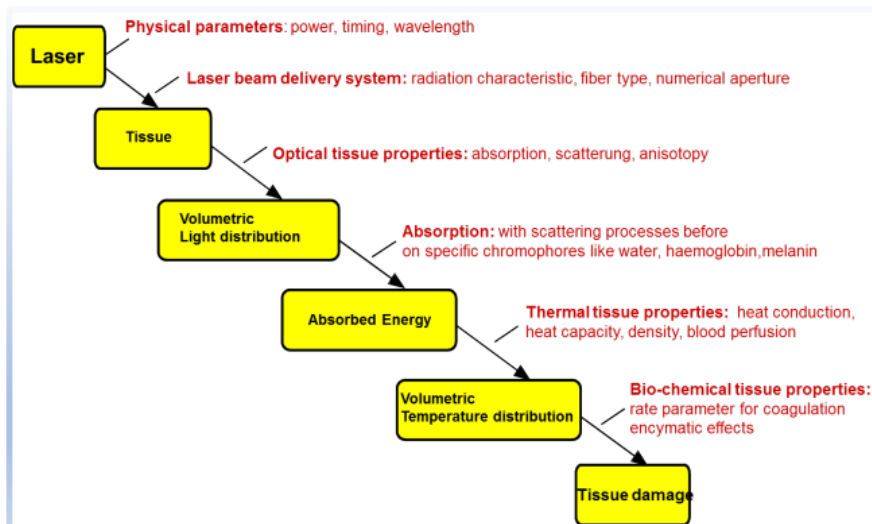 Physical parameters: power, timing, wavelength
Laser
Laser beam delivery system: radiation characteristic, fiber type, numerical aperture
Tissue
Optical tissue properties: absorption, scatterung, anisotopy
Volumetric
Light distribution
Absorption: with scattering processes before
on specific chromophores like water, haemoglobin,melanin
Absorbed Energy
Thermal tissue properties: heat conduction,
heat capacity, density, blood perfusion
Volumetric
Temperature distribution
Bio-chemical tissue properties:
rate parameter for coagulation
encymatic effects
Tissue damage